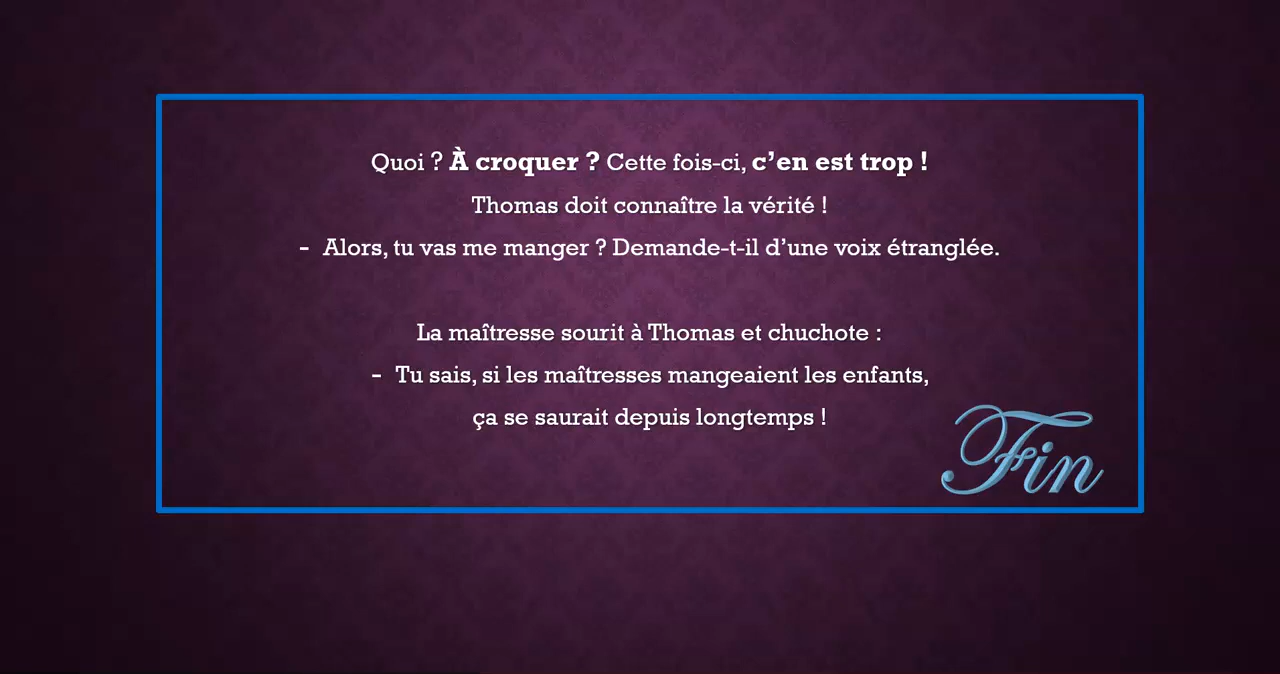 Quoi ? À croquer ? Cette fois-ci, c’en est trop !
Thomas doit connaître la vérité !
- Alors, tu vas me manger ? Demande-t-il d’une voix étranglée.
La maîtresse sourit à Thomas et chuchote :
- Tu sais, si les maîtresses mangeaient les enfants,
ça se saurait depuis longtemps !
Fin